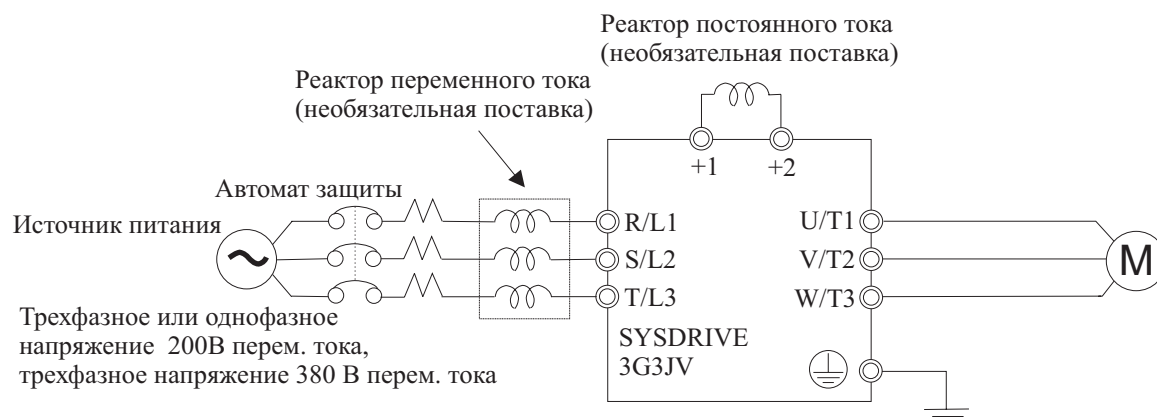 Реактор постоянного тока
(необязательная поставка)
Реактор переменного тока
(необязательная поставка)
+1
+2
Автомат защиты
Источник питания
R/L1
U/T1
S/L2
V/T2
M
T/L3
W/T3
Трехфазное или однофазное
напряжение 200В перем. тока,
трехфазное напряжение 380 В перем. тока
SYSDRIVE
3G3JV